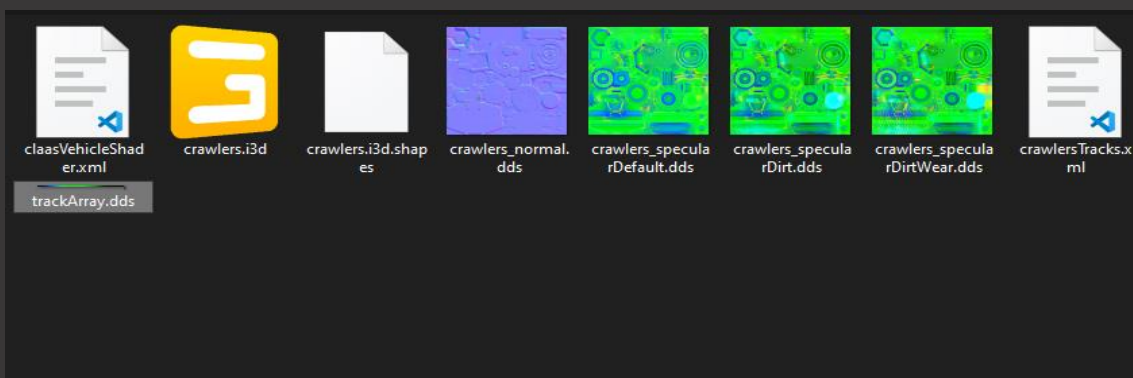 claasVehicleShad
er.xml
crawlers.i3d
crawlers.i3d.shap
es
crawlers_normal.
dds
crawlers_specula
rDefault.dds
crawlers_specula
rDirt.dds
crawlers_specula
rDirtWear.dds
crawlersTracks.x
ml
trackArray.dds